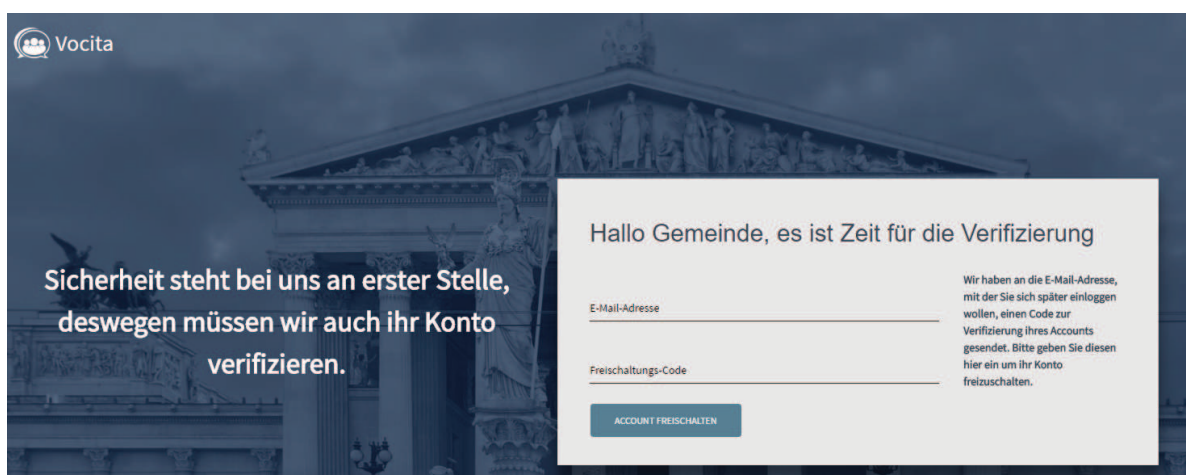 Vocita
Sicherheit steht bei uns an erster Stelle,
deswegen müssen wir auch ihr Konto
verifizieren.
Hallo Gemeinde, es ist Zeit für die Verifizierung
E-Mail-Adresse
Freischaltungs-Code
ACCOUNT FREISCHALTEN
Wir haben an die E-Mail-Adresse,
mit der Sie sich später einloggen
wollen, einen Code zur
Verifizierung ihres Accounts
gesendet. Bitte geben Sie diesen
hier ein um ihr Konto
freizuschalten.